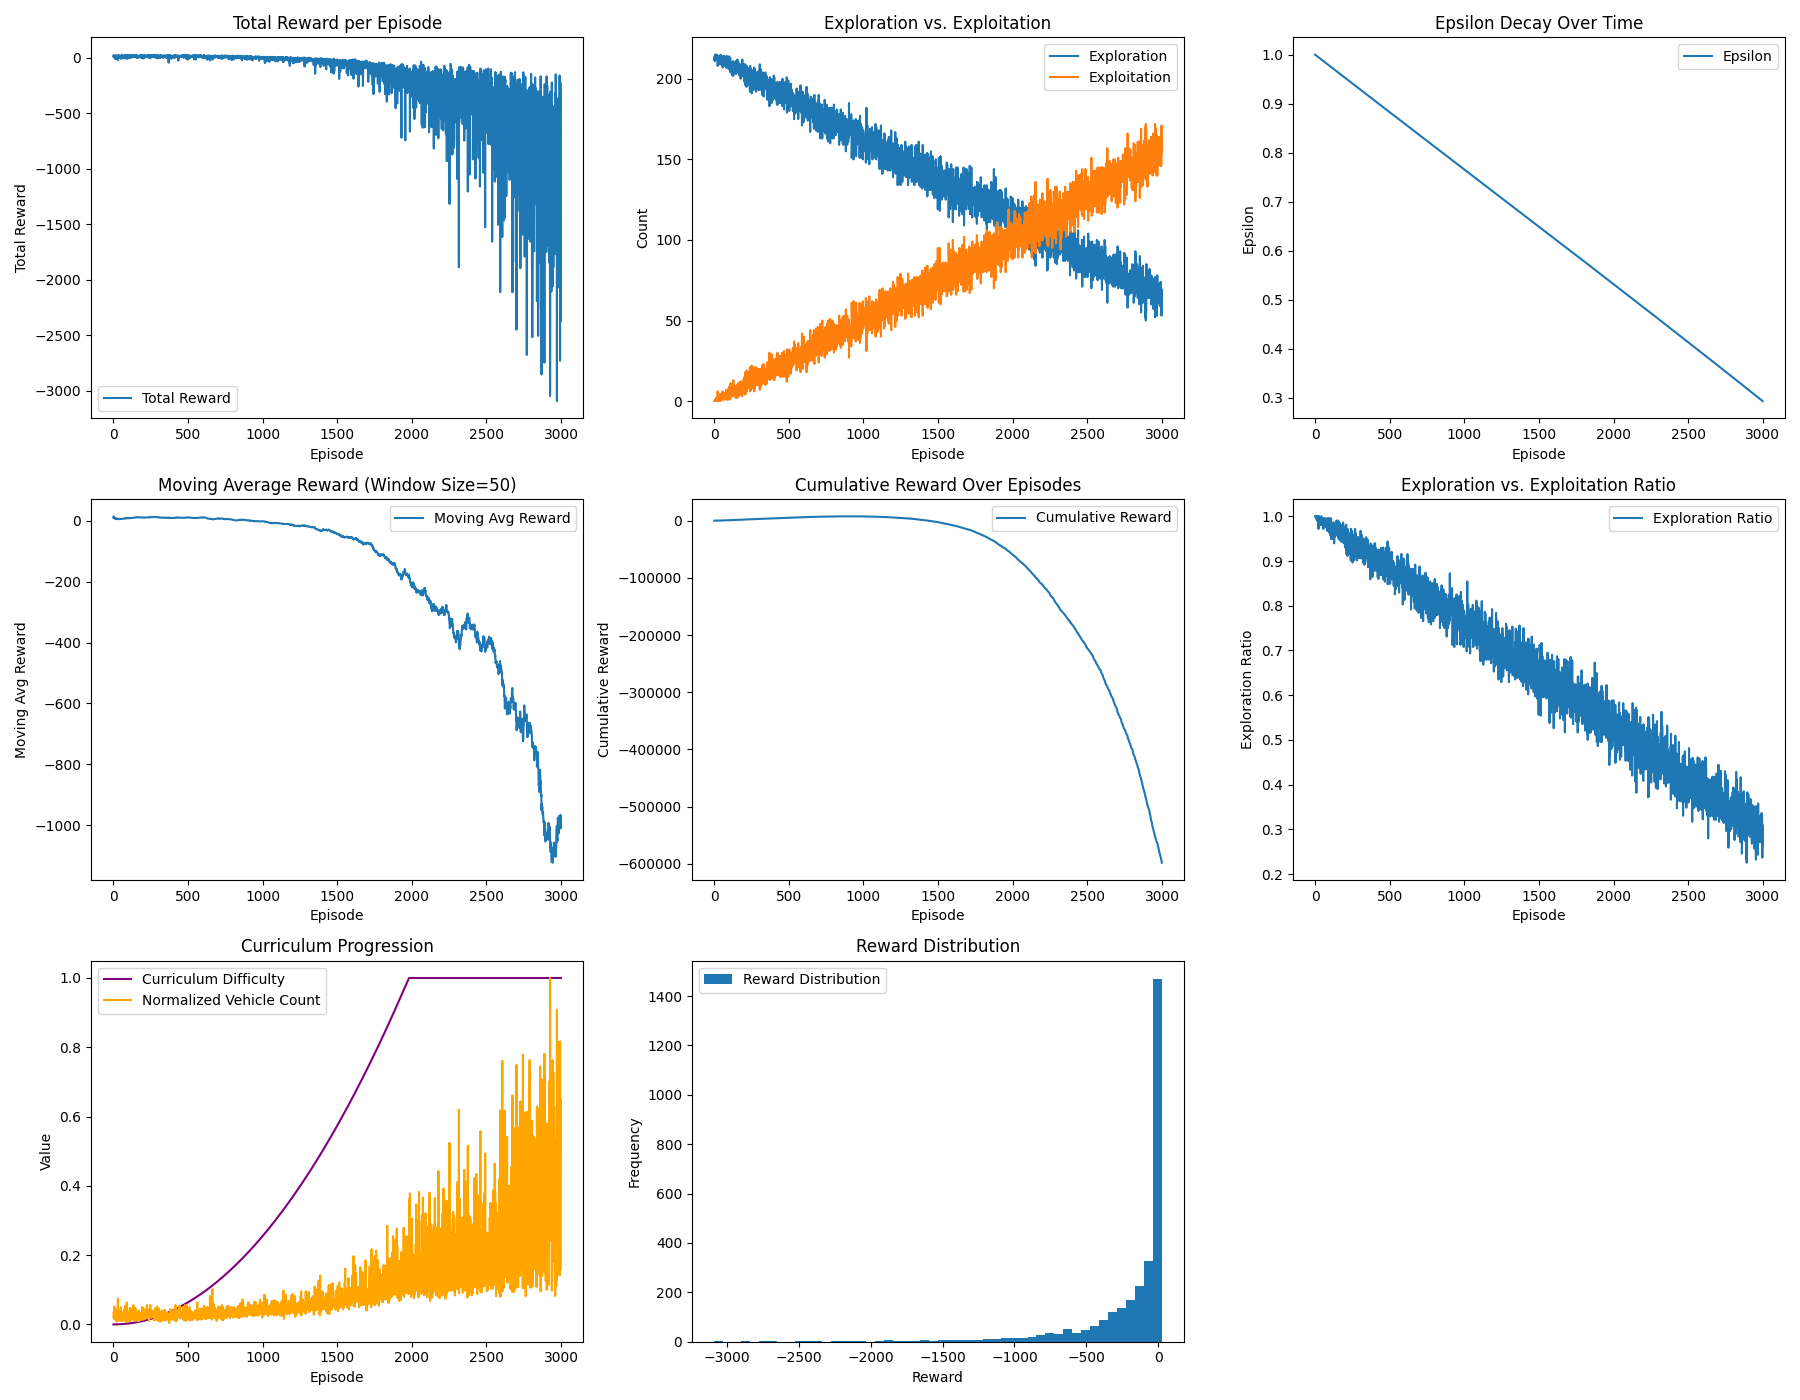 Total Reward per Episode
0
−500
−1000
−1500
−2000
−2500
−3000
Total Reward
Total Reward
0 500 1000 1500 2000 2500 3000
Episode
Exploration vs. Exploitation
Exploration
Exploitation
200
150
100
50
0
Count
0 500 1000 1500 2000 2500 3000
Episode
Epsilon Decay Over Time
Epsilon
1.0
0.9
0.8
0.7
0.6
0.5
0.4
0.3
Epsilon
0 500 1000 1500 2000 2500 3000
Episode
Moving Average Reward (Window Size=50)
Moving Avg Reward
0
−200
−400
−600
−800
−1000
Moving Avg Reward
0 500 1000 1500 2000 2500 3000
Episode
Cumulative Reward Over Episodes
Cumulative Reward
0
−100000
−200000
−300000
−400000
−500000
−600000
Cumulative Reward
0 500 1000 1500 2000 2500 3000
Episode
Exploration vs. Exploitation Ratio
Exploration Ratio
1.0
0.9
0.8
0.7
0.6
0.5
0.4
0.3
0.2
Exploration Ratio
0 500 1000 1500 2000 2500 3000
Episode
Curriculum Progression
Curriculum Difficulty
Normalized Vehicle Count
1.0
0.8
0.6
0.4
0.2
0.0
Value
0 500 1000 1500 2000 2500 3000
Episode
Reward Distribution
Reward Distribution
1400
1200
1000
800
600
400
200
0
Frequency
−3000 −2500 −2000 −1500 −1000 −500 0
Reward